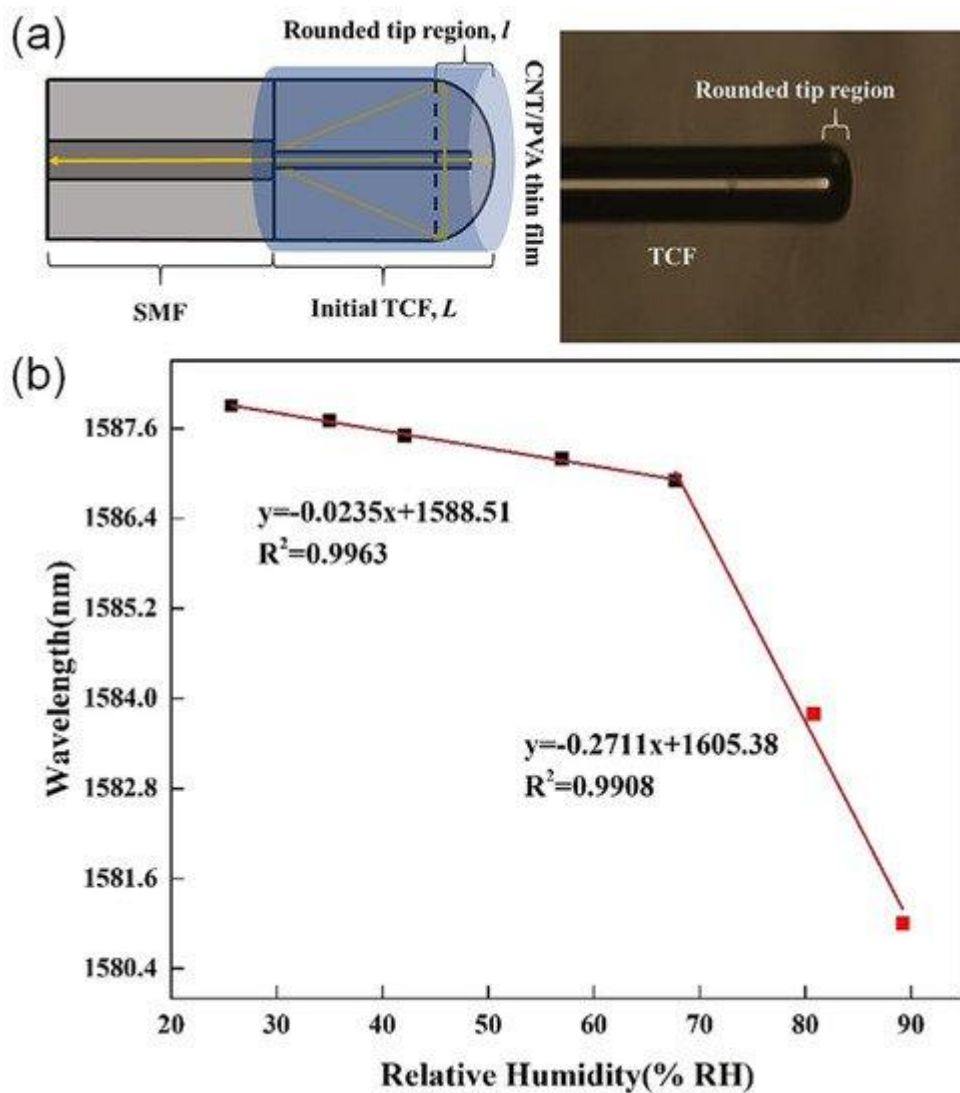 (a)
Rounded tip region, l
CNT/PVA thin film
SMF
Initial TCF, L
Rounded tip region
TCF
(b)
Wavelength(nm)
1587.6
1586.4
1585.2
1584.0
1582.8
1581.6
1580.4
y=-0.0235x+1588.51
R²=0.9963
y=-0.2711x+1605.38
R²=0.9908
20 30 40 50 60 70 80 90
Relative Humidity(% RH)